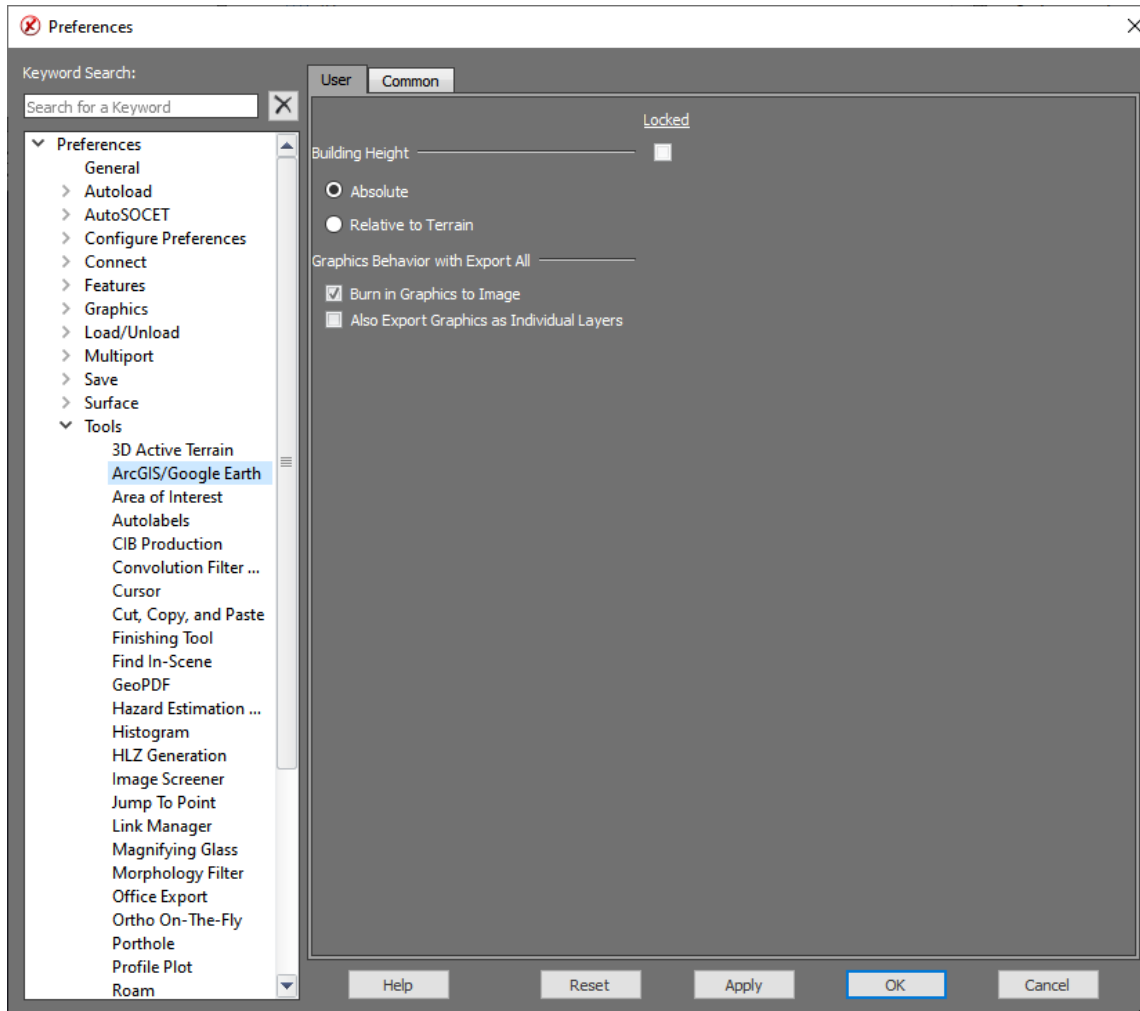 Preferences
Keyword Search:
Search for a Keyword
Preferences
General
Autoload
AutoSOCET
Configure Preferences
Connect
Features
Graphics
Load/Unload
Multiport
Save
Surface
Tools
3D Active Terrain
ArcGIS/Google Earth
Area of Interest
Autolabels
CIB Production
Convolution Filter ...
Cursor
Cut, Copy, and Paste
Finishing Tool
Find In-Scene
GeoPDF
Hazard Estimation ...
Histogram
HLZ Generation
Image Screener
Jump To Point
Link Manager
Magnifying Glass
Morphology Filter
Office Export
Ortho On-The-Fly
Porthole
Profile Plot
Roam
User Common
Locked
Building Height
Absolute
Relative to Terrain
Graphics Behavior with Export All
Burn in Graphics to Image
Also Export Graphics as Individual Layers
Help Reset Apply OK Cancel